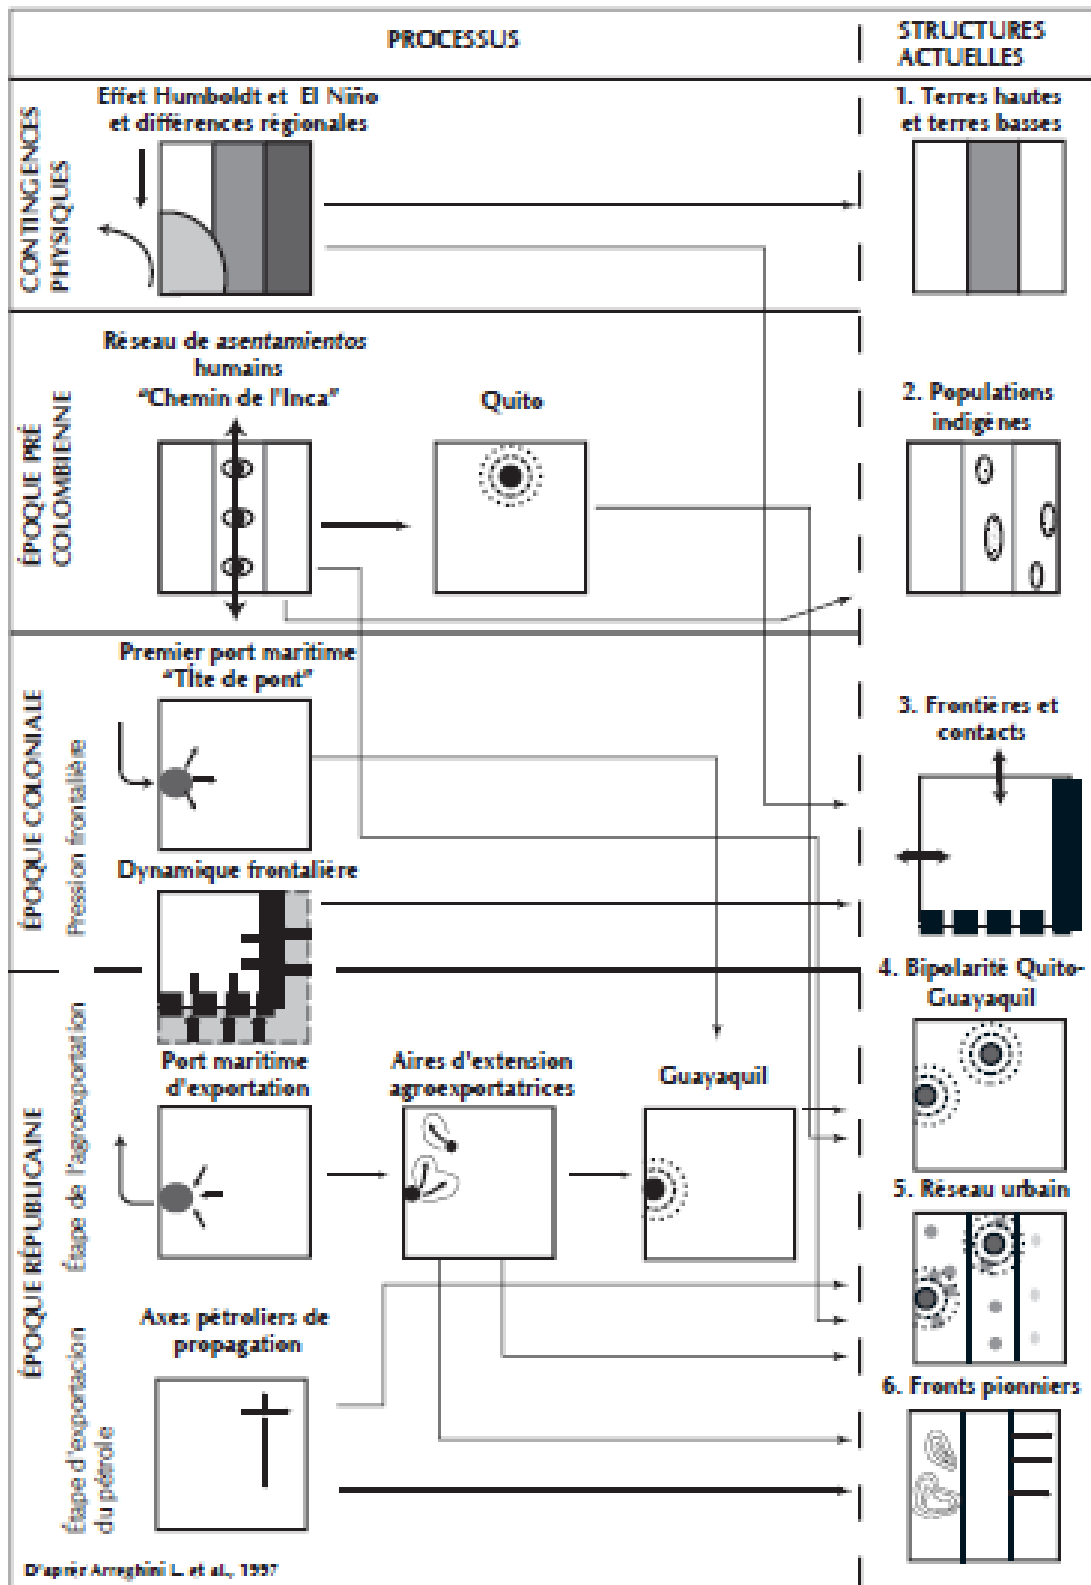 PROCESSUS
STRUCTURES
ACTUELLES
CONTINGENCES
PHYSIQUES
Effet Humboldt et El Niño
et différences régionales
1. Terres hautes
et terres basses
ÉPOQUE PRÉ
COLOMBIENNE
Réseau de asentamientos
humains
"Chemin de l'Inca"
Quito
2. Populations
indigènes
ÉPOQUE COLONIALE
Pression frontalière
Premier port maritime
"Tîte de pont"
3. Frontières et
contacts
Dynamique frontalière
4. Bipolarité Quito-
Guayaquil
ÉPOQUE RÉPUBLICAINE
Étape de l'agroexportation
Port maritime
d'exportation
Aires d'extension
agroexportatrices
Guayaquil
5. Réseau urbain
Étape d'exportacion
du pétrole
Axes pétroliers de
propagation
6. Fronts pionniers
D'après Arreghini L. et al., 1997